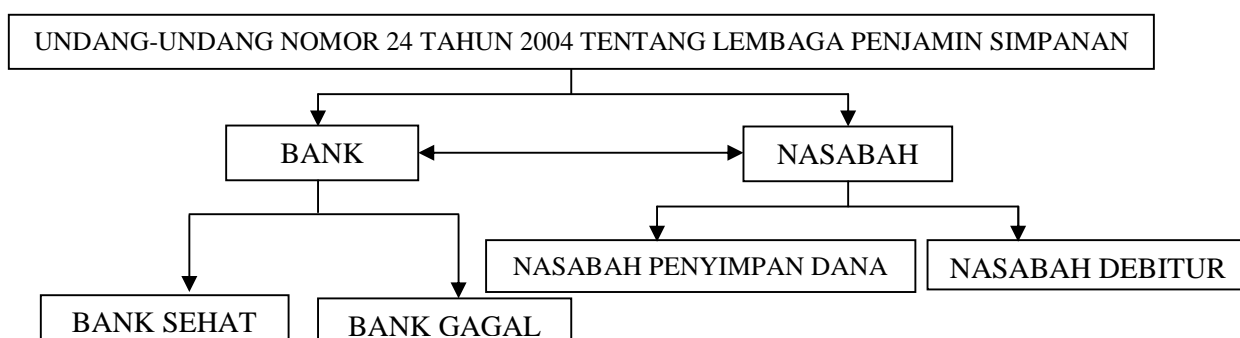 UNDANG-UNDANG NOMOR 24 TAHUN 2004 TENTANG LEMBAGA PENJAMIN SIMPANAN
BANK
NASABAH
NASABAH PENYIMPAN DANA
NASABAH DEBITUR
BANK SEHAT
BANK GAGAL